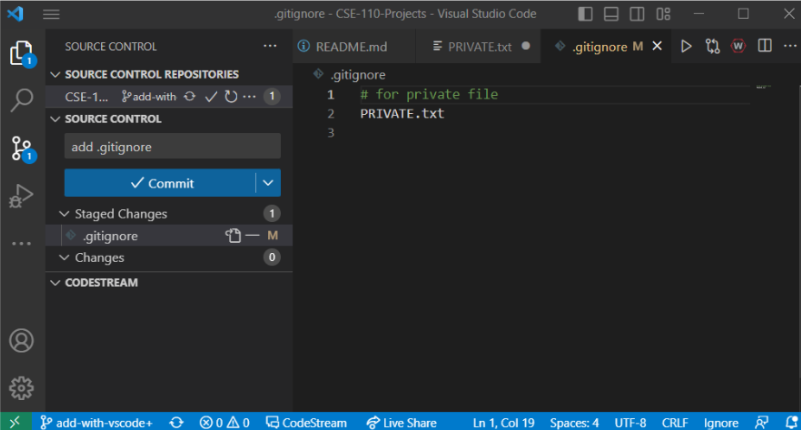 .gitignore - CSE-110-Projects - Visual Studio Code
SOURCE CONTROL
README.md
PRIVATE.txt
.gitignore M
1
SOURCE CONTROL REPOSITORIES
.gitignore
CSE-1... add-with 1
1 # for private file
SOURCE CONTROL
2 PRIVATE.txt
3
add .gitignore
1
Commit
Staged Changes 1
.gitignore M
Changes 0
CODESTREAM
add-with-vscode+ 0 0 CodeStream Live Share Ln 1, Col 19 Spaces: 4 UTF-8 CRLF Ignore